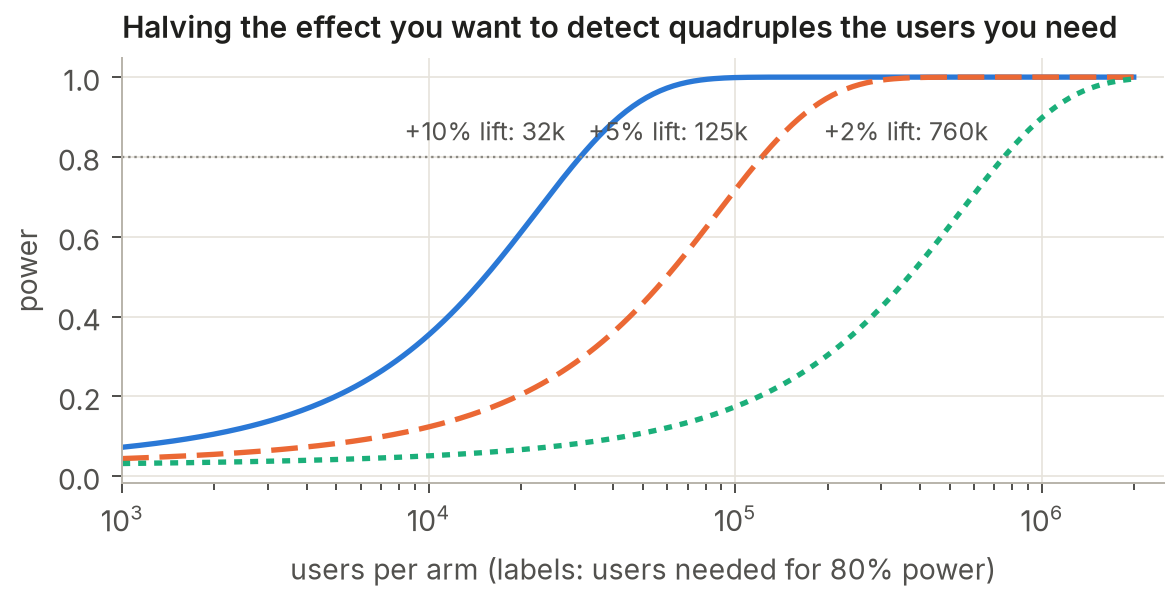 Halving the effect you want to detect quadruples the users you need
1.0
+10% lift: 32k
+5% lift: 125k
+2% lift: 760k
0.8
0.6
power
0.4
0.2
0.0
10³
10⁴
10⁵
10⁶
users per arm (labels: users needed for 80% power)